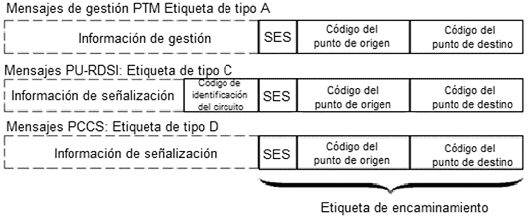 Mensajes de gestión PTM Etiqueta de tipo A
Información de gestión
SES
Código del
punto de origen
Código del
punto de destino
Mensajes PU-RDSI: Etiqueta de tipo C
Información de señalización
Código de
identificación
del circuito
SES
Código del
punto de origen
Código del
punto de destino
Mensajes PCCS: Etiqueta de tipo D
Información de señalización
SES
Código del
punto de origen
Código del
punto de destino
Etiqueta de encaminamiento